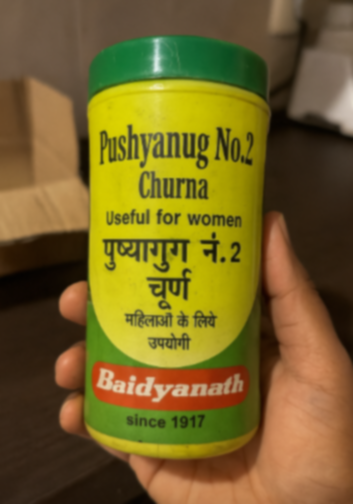 Pushyanug No.2
Churna
Useful for women
पुष्यागुग नं.2
चूर्ण
महिलाओं के लिये
उपयोगी
Baidyanath
since 1917